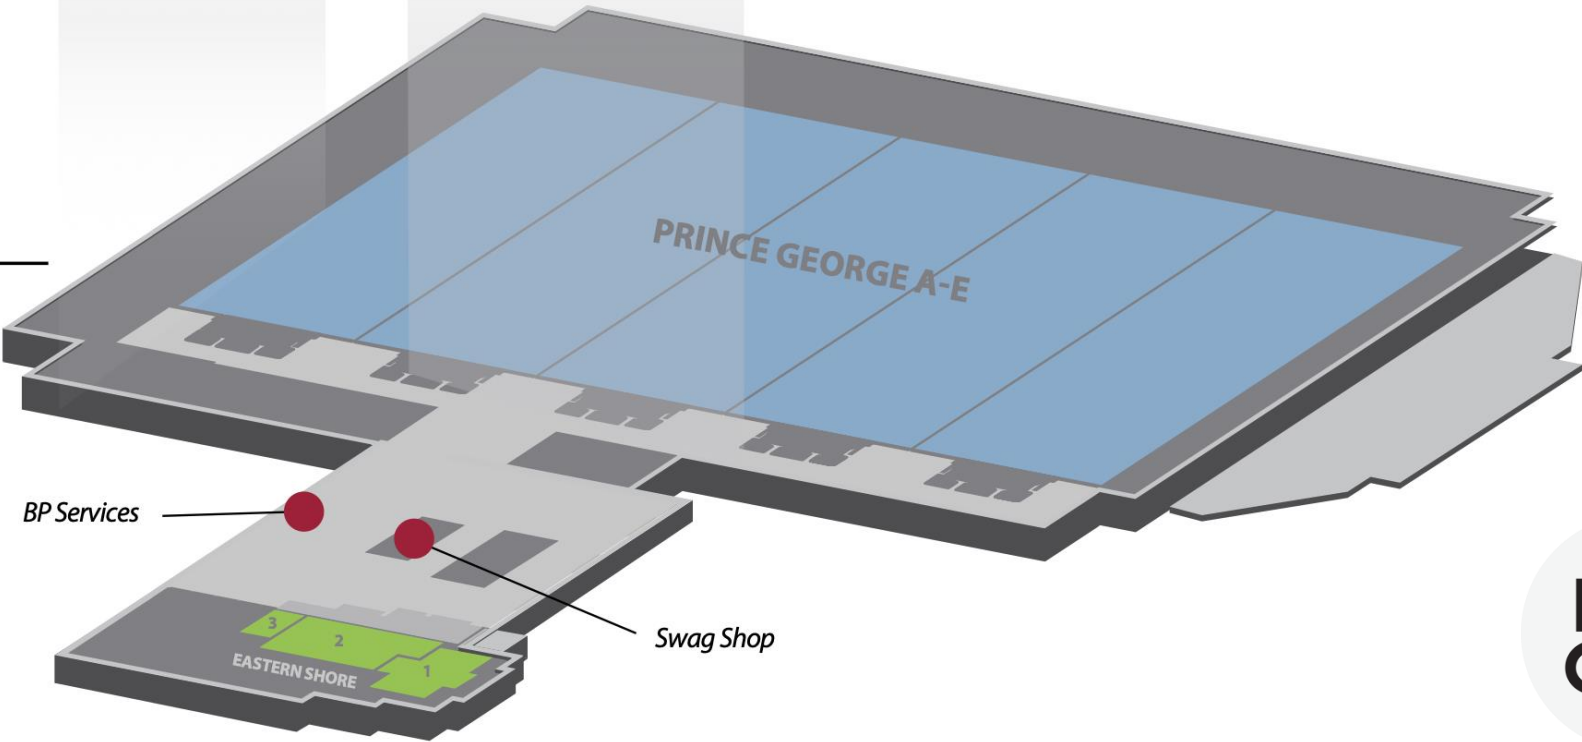 PRINCE GEORGE A-E
BP Services
Swag Shop
3
2
1
EASTERN SHORE